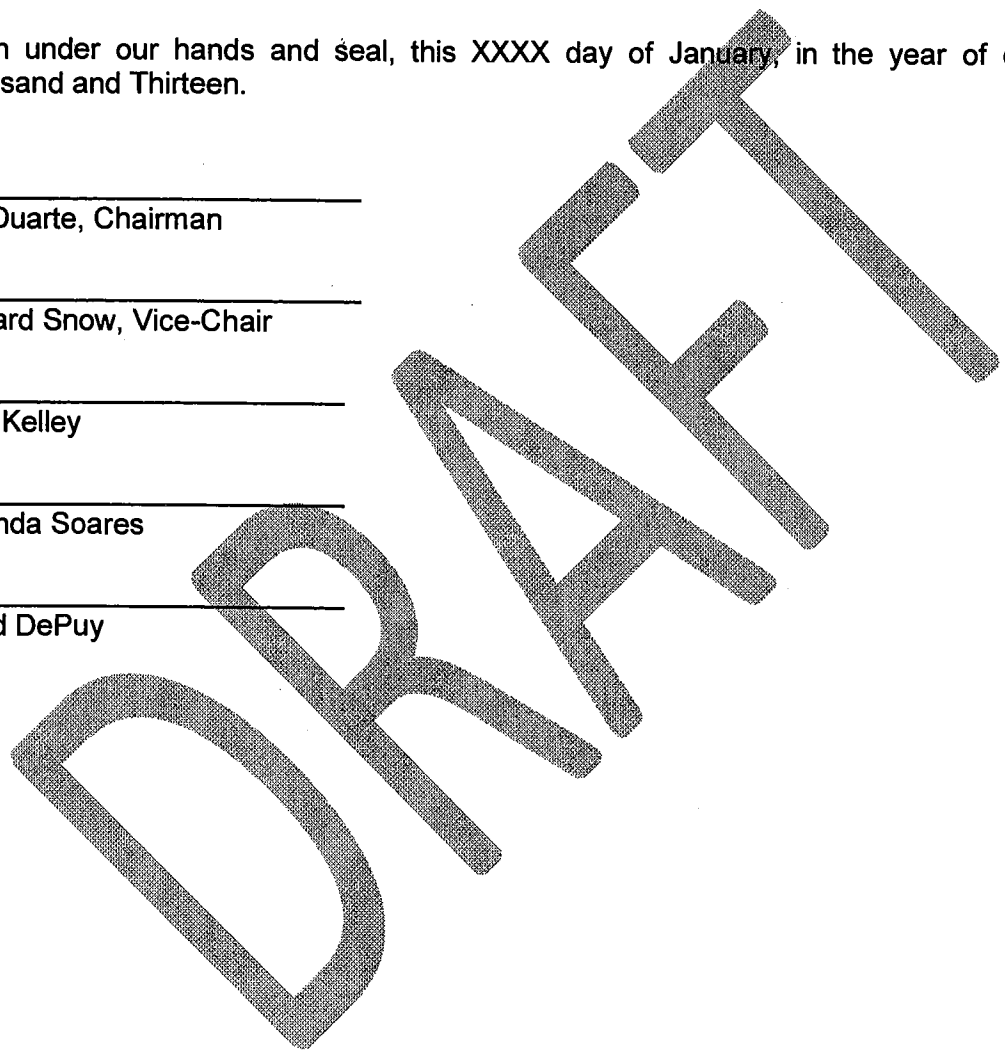 n under our hands and seal, this XXXX day of January, in the year of
sand and Thirteen.
Duarte, Chairman
ard Snow, Vice-Chair
Kelley
nda Soares
d DePuy
DRAFT